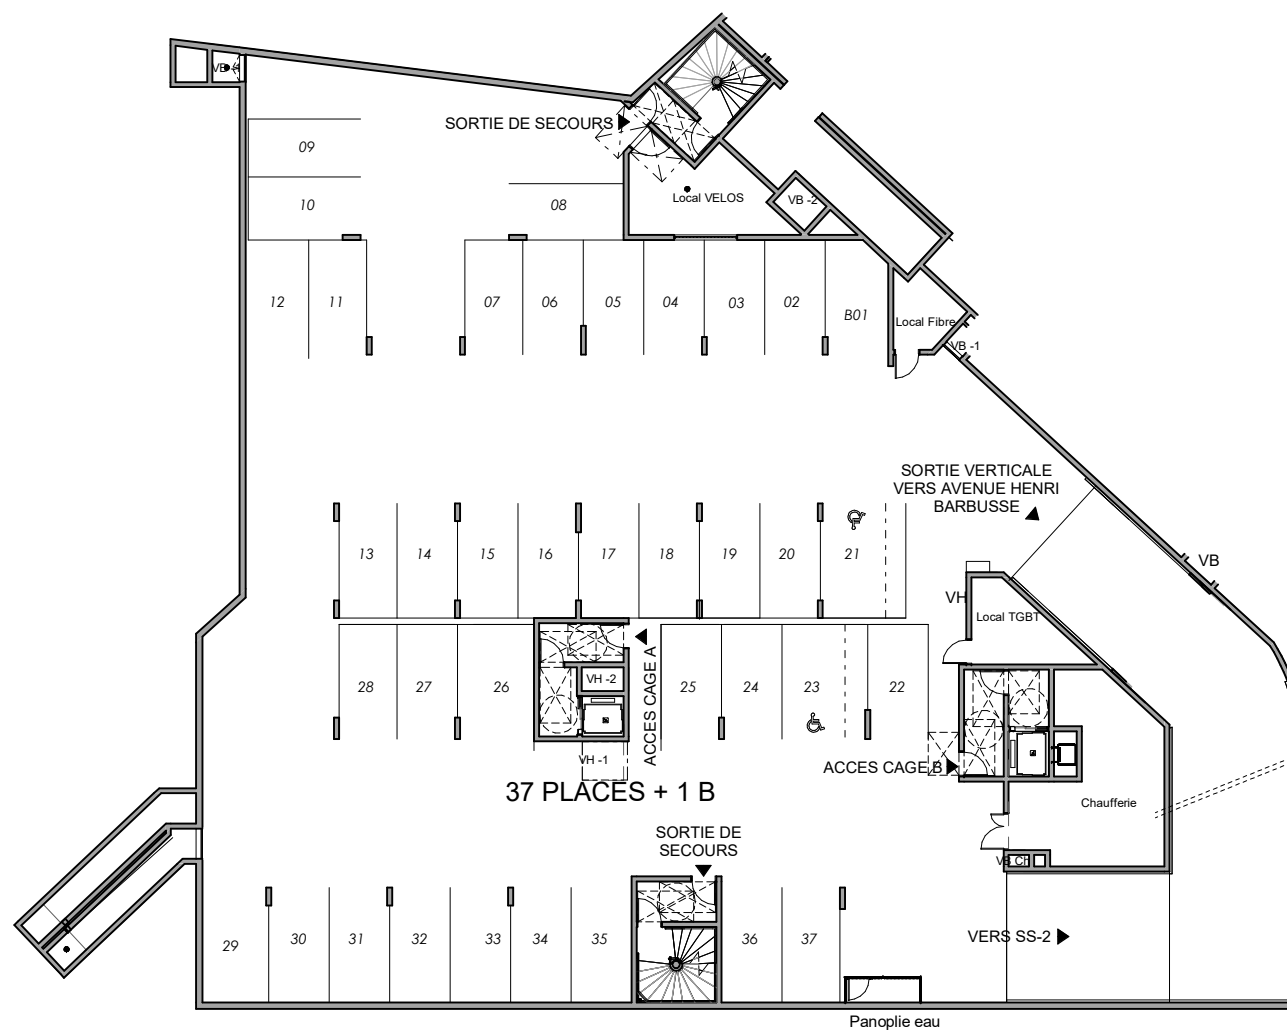 VB -1
SORTIE DE SECOURS
09
10
08
Local VELOS
VB -2
12
11
07
06
05
04
03
02
B01
Local Fibre
VB -1
SORTIE VERTICALE
VERS AVENUE HENRI
BARBUSSE
13
14
15
16
17
18
19
20
21
VB
VH
Local TGBT
28
27
26
VH -2
ACCES CAGE A
25
24
23
22
VH -1
ACCES CAGE B
37 PLACES + 1 B
Chaufferie
SORTIE DE
SECOURS
VB CH
29
30
31
32
33
34
35
36
37
VERS SS-2
Panoplie eau